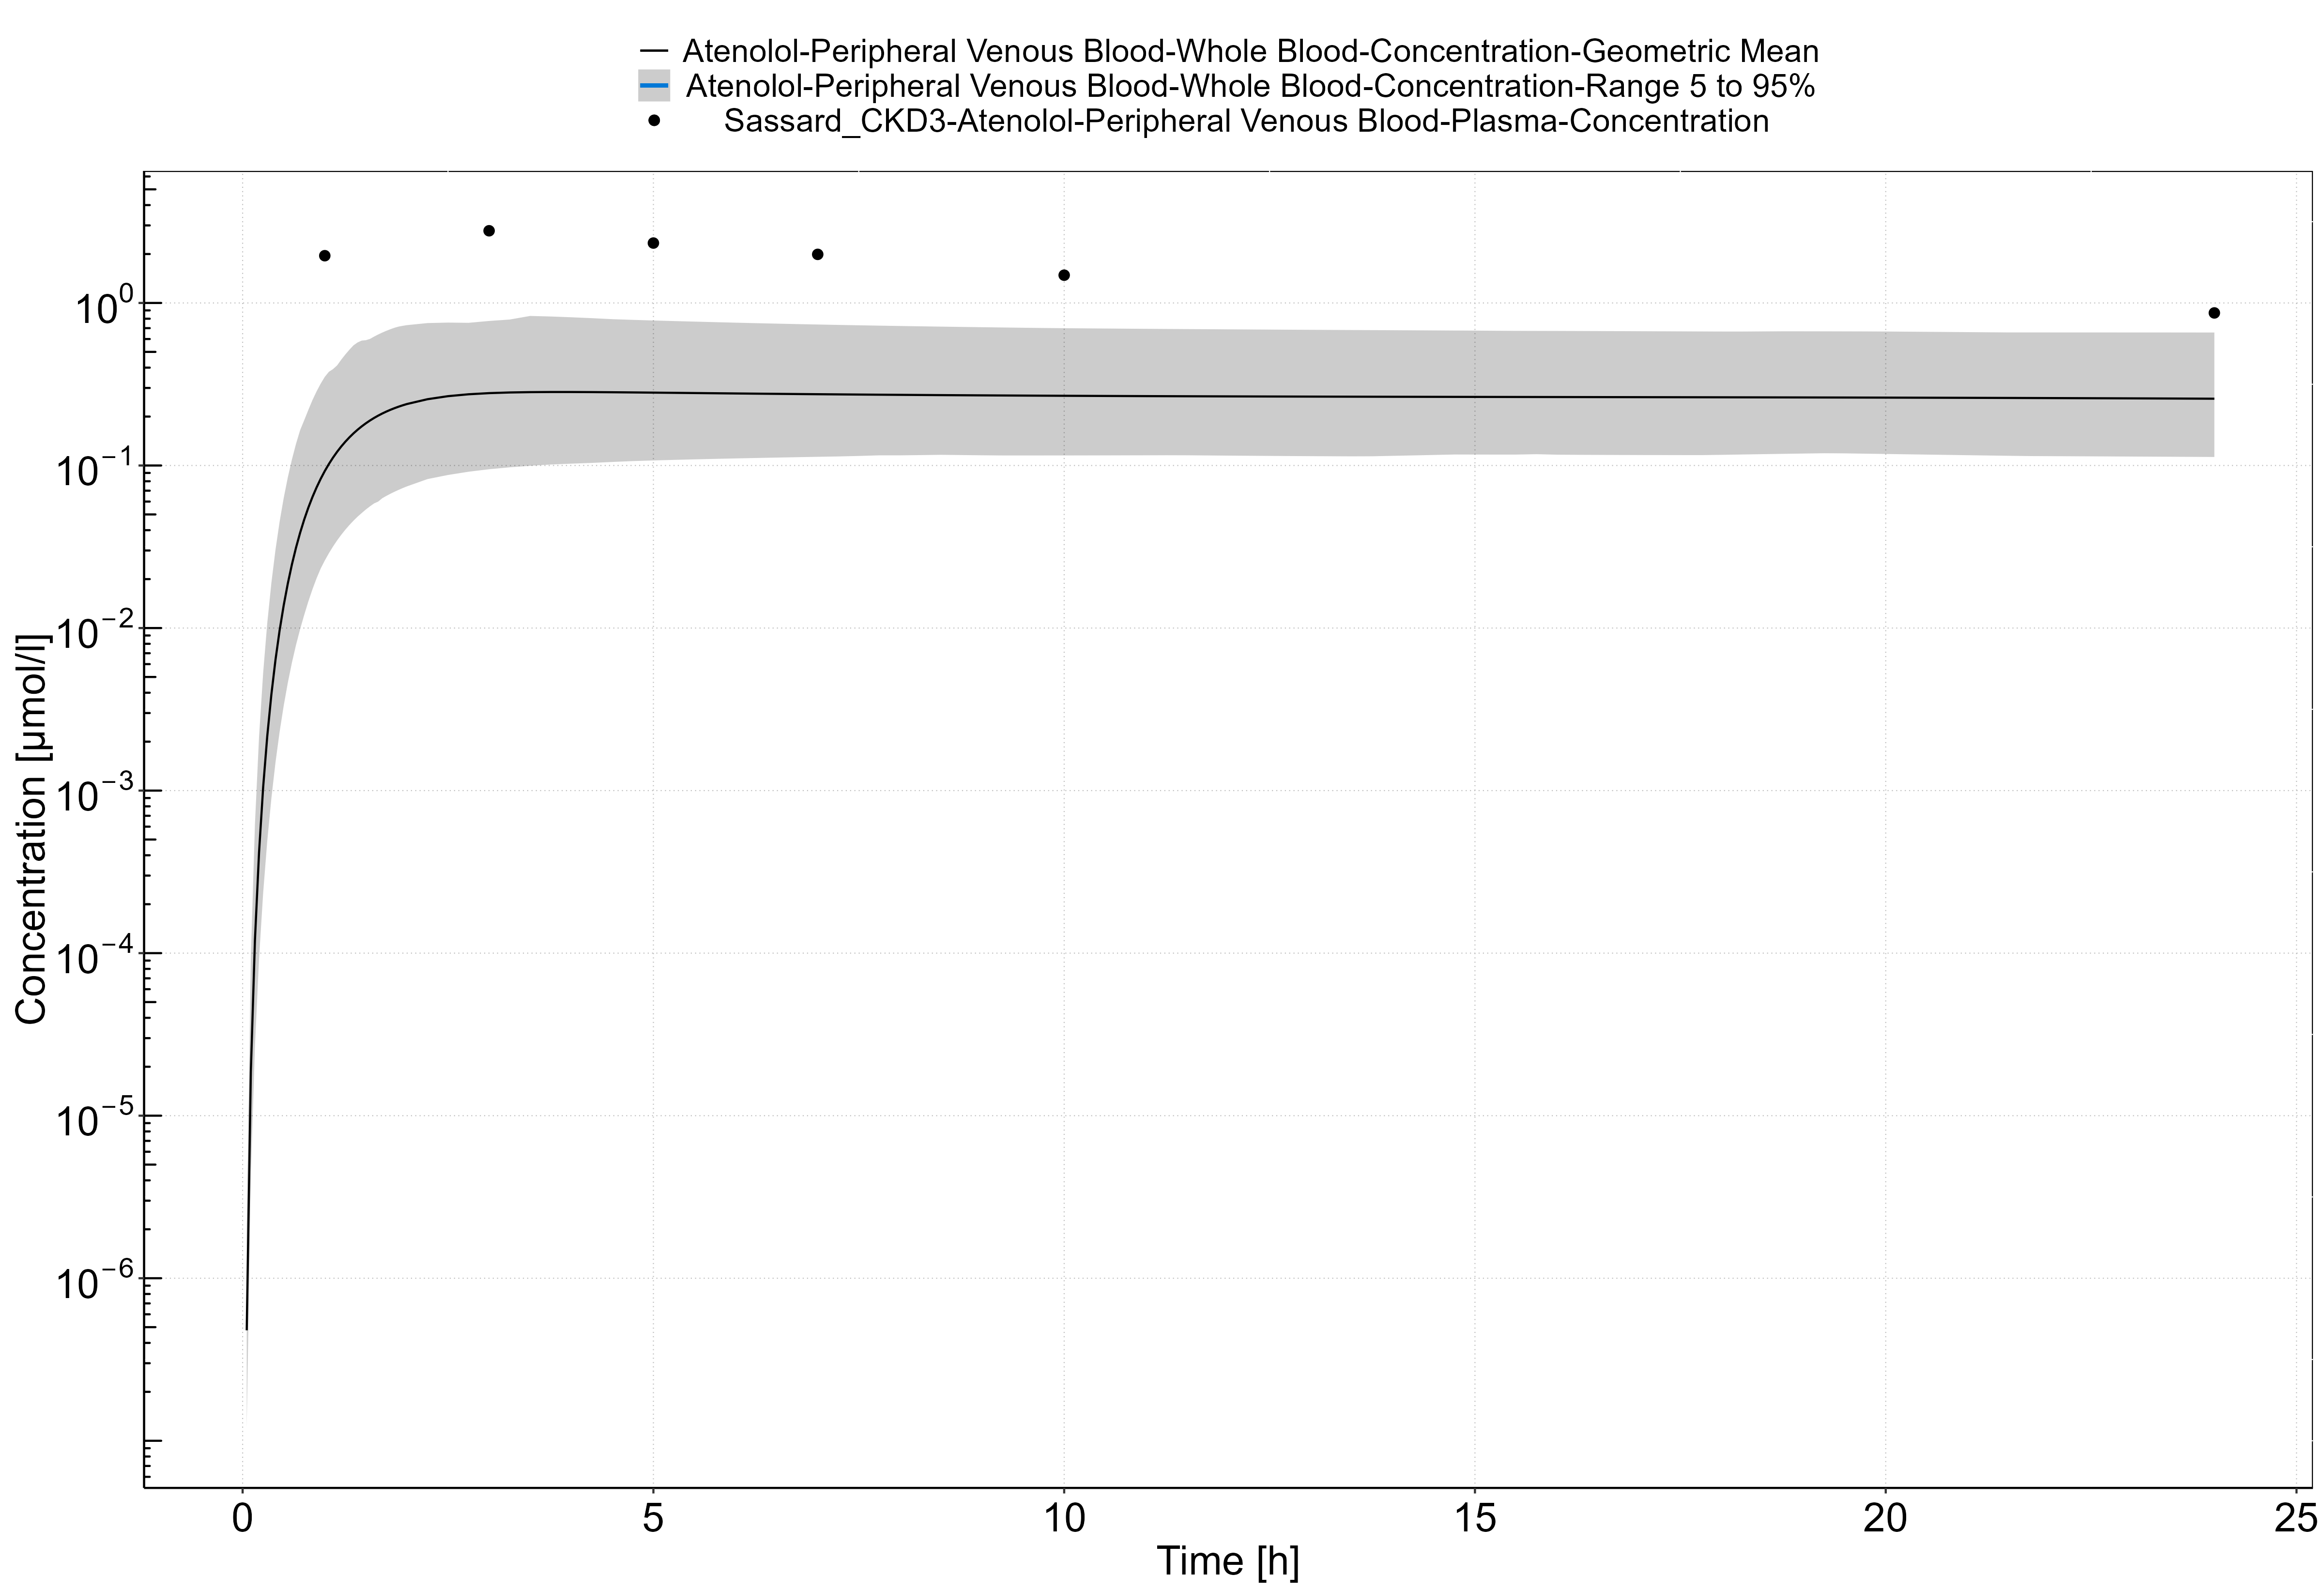 Atenolol-Peripheral Venous Blood-Whole Blood-Concentration-Geometric Mean
Atenolol-Peripheral Venous Blood-Whole Blood-Concentration-Range 5 to 95%
Sassard_CKD3-Atenolol-Peripheral Venous Blood-Plasma-Concentration
10⁰
10⁻¹
10⁻²
10⁻³
10⁻⁴
10⁻⁵
10⁻⁶
Concentration [µmol/l]
0 5 10 15 20 25
Time [h]